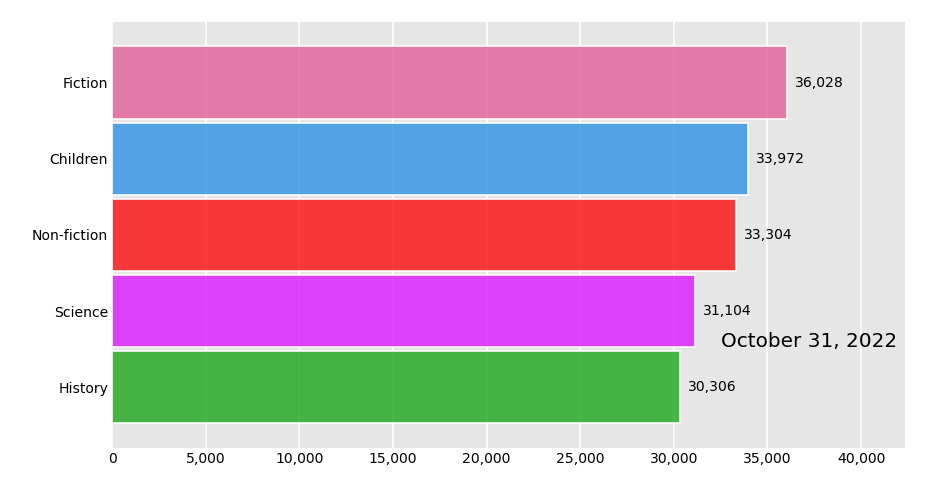 Fiction 36,028
Children 33,972
Non-fiction 33,304
Science 31,104
October 31, 2022
History 30,306
0 5,000 10,000 15,000 20,000 25,000 30,000 35,000 40,000